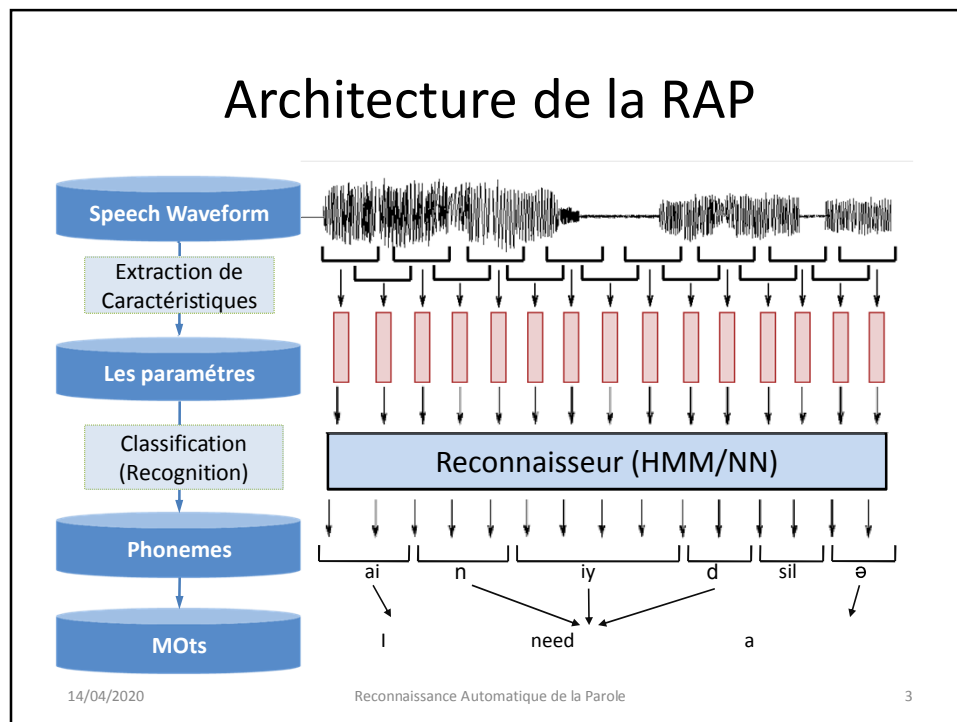 Architecture de la RAP
Speech Waveform
Extraction de
Caractéristiques
Les paramétres
Classification
(Recognition)
Reconnaisseur (HMM/NN)
Phonemes
ai n iy d sil ə
MOts
I need a
14/04/2020 Reconnaissance Automatique de la Parole 3